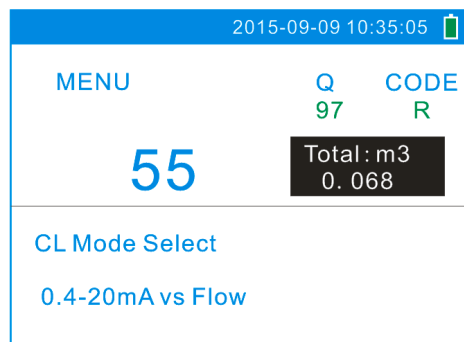 2015-09-09 10:35:05
MENU Q CODE
97 R
55
Total: m3
0. 068
CL Mode Select
0.4-20mA vs Flow